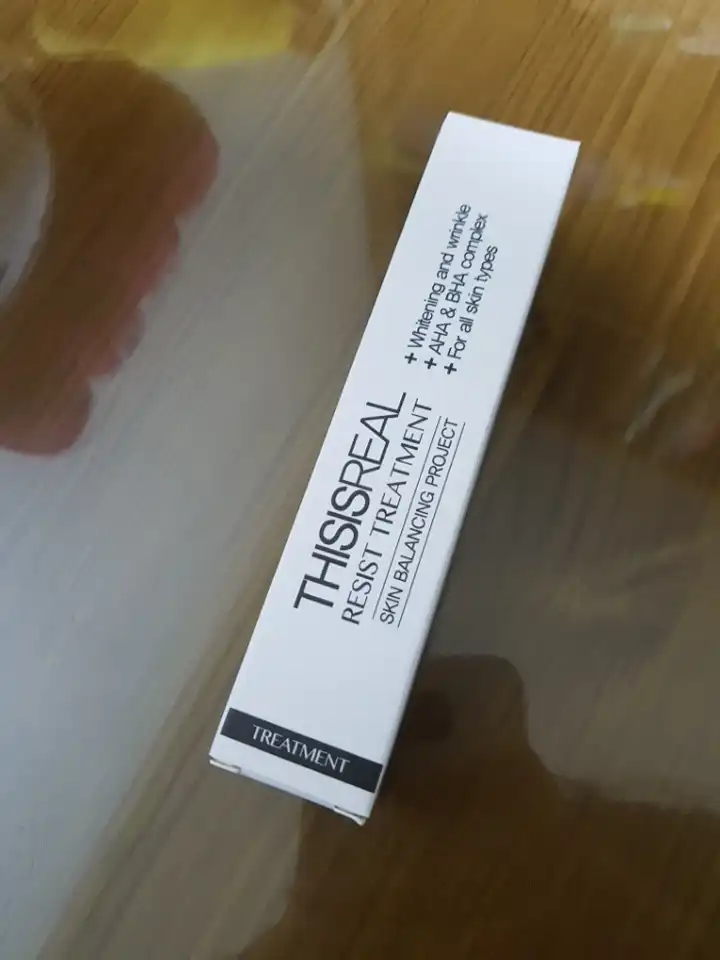 THISISREAL
RESIST TREATMENT
SKIN BALANCING PROJECT
+ Whitening and wrinkle
+ AHA & BHA complex
+ For all skin types
TREATMENT